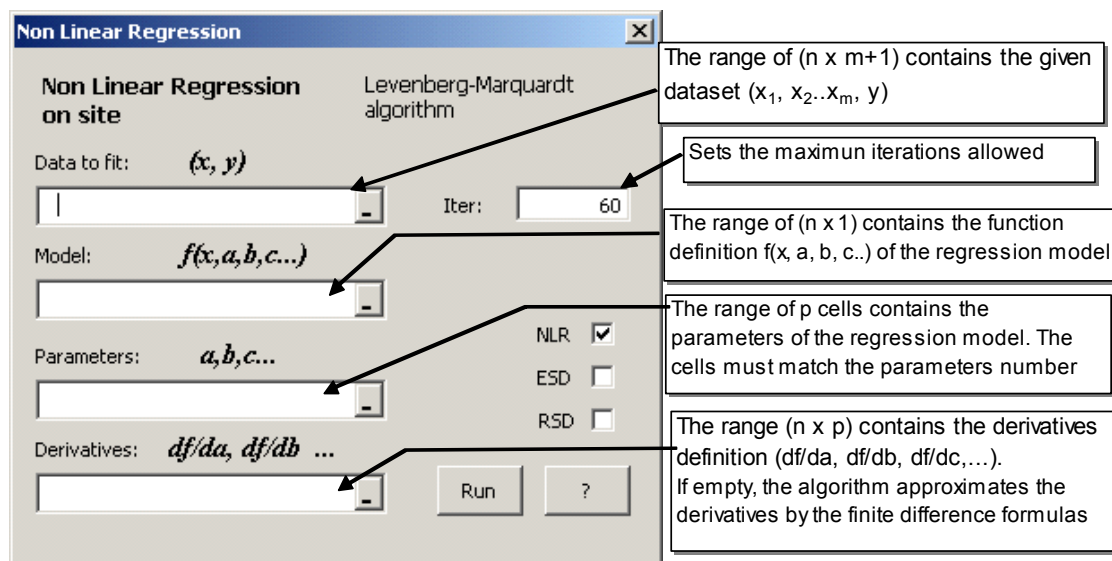 Non Linear Regression
Non Linear Regression
on site
Levenberg-Marquardt
algorithm
Data to fit: (x, y)
Iter: 60
Model: f(x,a,b,c...)
Parameters: a,b,c...
Derivatives: df/da, df/db ...
NLR
ESD
RSD
Run
?
The range of (n x m+1) contains the given
dataset (x₁, x₂..xₘ, y)
Sets the maximun iterations allowed
The range of (n x 1) contains the function
definition f(x, a, b, c..) of the regression model
The range of p cells contains the
parameters of the regression model. The
cells must match the parameters number
The range (n x p) contains the derivatives
definition (df/da, df/db, df/dc,…).
If empty, the algorithm approximates the
derivatives by the finite difference formulas